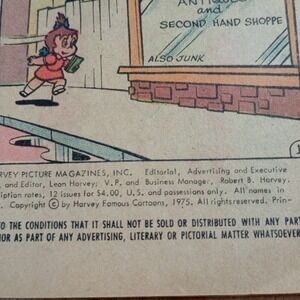 ANTIQUES
and
SECOND HAND SHOPPE
ALSO JUNK
1
RVEY PICTURE MAGAZINES, INC. Editorial, Advertising and Executive
and Editor, Leon Harvey; V.P. and Business Manager, Robert B. Harvey.
ription rates, 12 issues for $4.00, U.S. and possessions only. All names in
Copyright © by Harvey Famous Cartoons, 1975. All rights reserved. Prin-
TO THE CONDITIONS THAT IT SHALL NOT BE SOLD OR DISTRIBUTED WITH ANY PART
NOR AS PART OF ANY ADVERTISING, LITERARY OR PICTORIAL MATTER WHATSOEVER